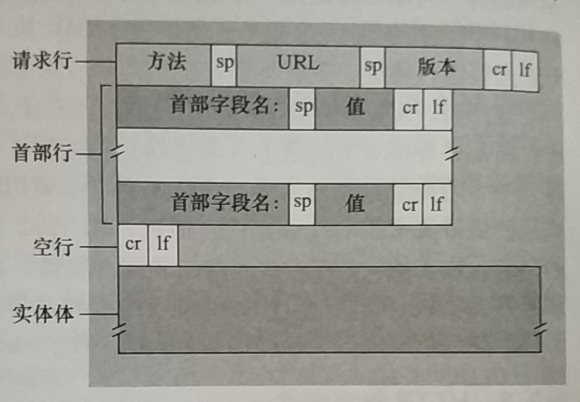 请求行 方法 sp URL sp 版本 cr lf
首部字段名: sp 值 cr lf
首部行
首部字段名: sp 值 cr lf
空行 cr lf
实体体